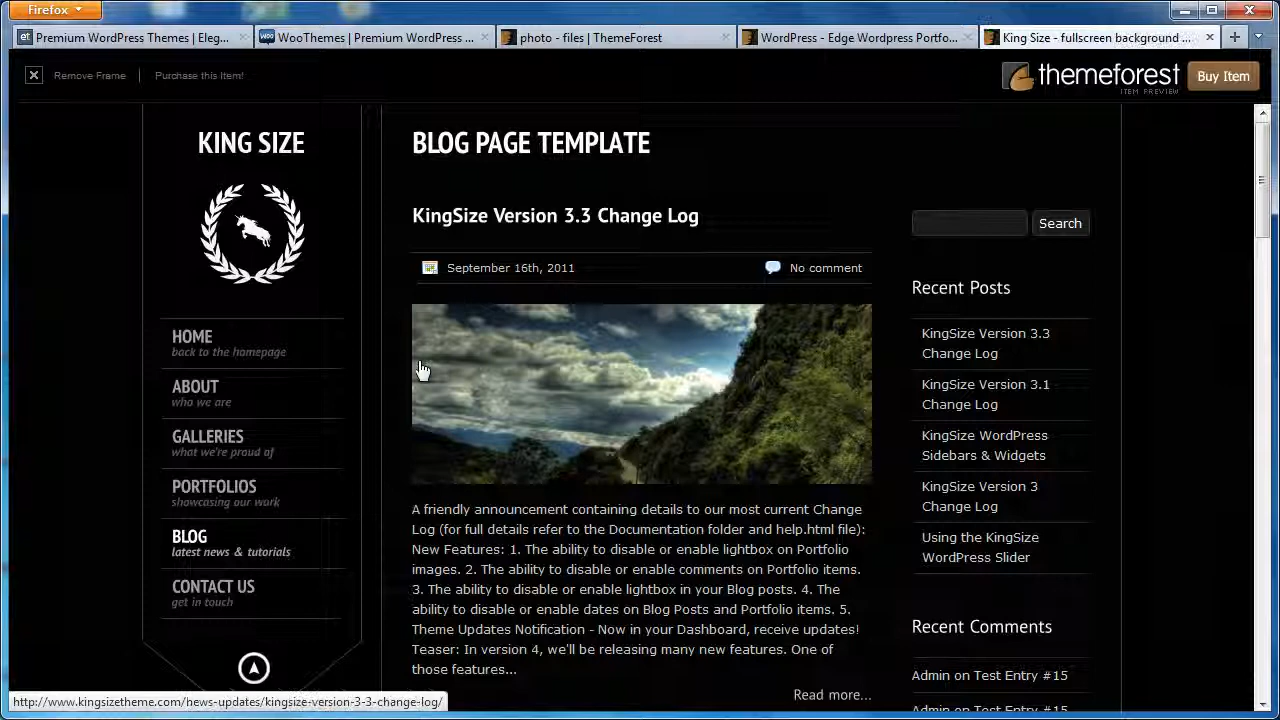 Firefox
Premium WordPress Themes | Eleg...
WooThemes | Premium WordPress ...
photo - files | ThemeForest
WordPress - Edge Wordpress Portfo...
King Size - fullscreen background ...
Remove Frame
Purchase this Item!
themeforest
ITEM PREVIEW
Buy Item
KING SIZE
HOME
back to the homepage
ABOUT
who we are
GALLERIES
what we're proud of
PORTFOLIOS
showcasing our work
BLOG
latest news & tutorials
CONTACT US
get in touch
BLOG PAGE TEMPLATE
KingSize Version 3.3 Change Log
September 16th, 2011
No comment
A friendly announcement containing details to our most current Change
Log (for full details refer to the Documentation folder and help.html file):
New Features: 1. The ability to disable or enable lightbox on Portfolio
images. 2. The ability to disable or enable comments on Portfolio items.
3. The ability to disable or enable lightbox in your Blog posts. 4. The
ability to disable or enable dates on Blog Posts and Portfolio items. 5.
Theme Updates Notification - Now in your Dashboard, receive updates!
Teaser: In version 4, we'll be releasing many new features. One of
those features...
Read more...
Search
Recent Posts
KingSize Version 3.3
Change Log
KingSize Version 3.1
Change Log
KingSize WordPress
Sidebars & Widgets
KingSize Version 3
Change Log
Using the KingSize
WordPress Slider
Recent Comments
Admin on Test Entry #15
Admin on Test Entry #15
http://www.kingsizetheme.com/news-updates/kingsize-version-3-3-change-log/